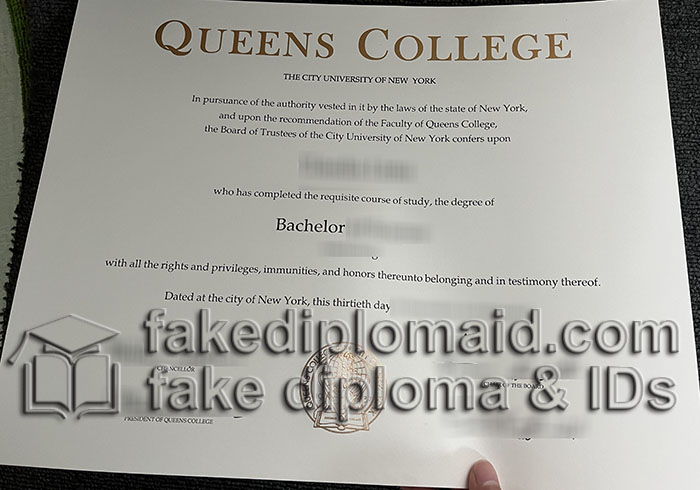 QUEENS COLLEGE
THE CITY UNIVERSITY OF NEW YORK
In pursuance of the authority vested in it by the laws of the state of New York,
and upon the recommendation of the Faculty of Queens College,
the Board of Trustees of the City University of New York confers upon
who has completed the requisite course of study, the degree of
Bachelor
with all the rights and privileges, immunities, and honors thereunto belonging and in testimony thereof.
Dated at the city of New York, this thirtieth day
fakediplomaid.com
fake diploma & IDs
CHANCELLOR
PRESIDENT OF QUEENS COLLEGE